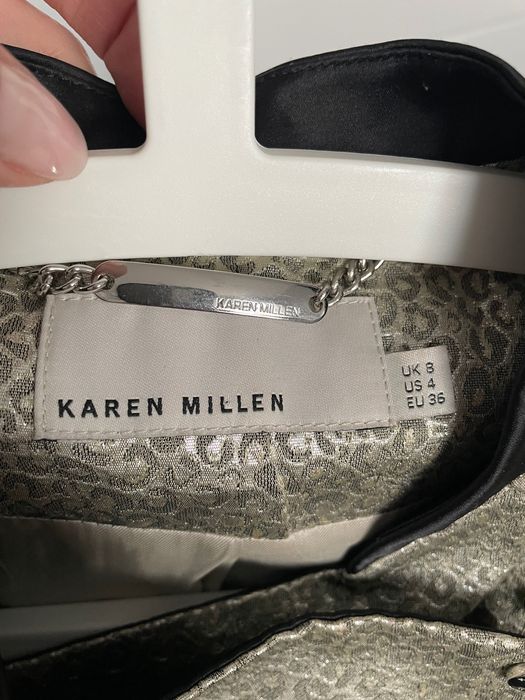 KAREN MILLEN
KAREN MILLEN
UK 8
US 4
EU 36